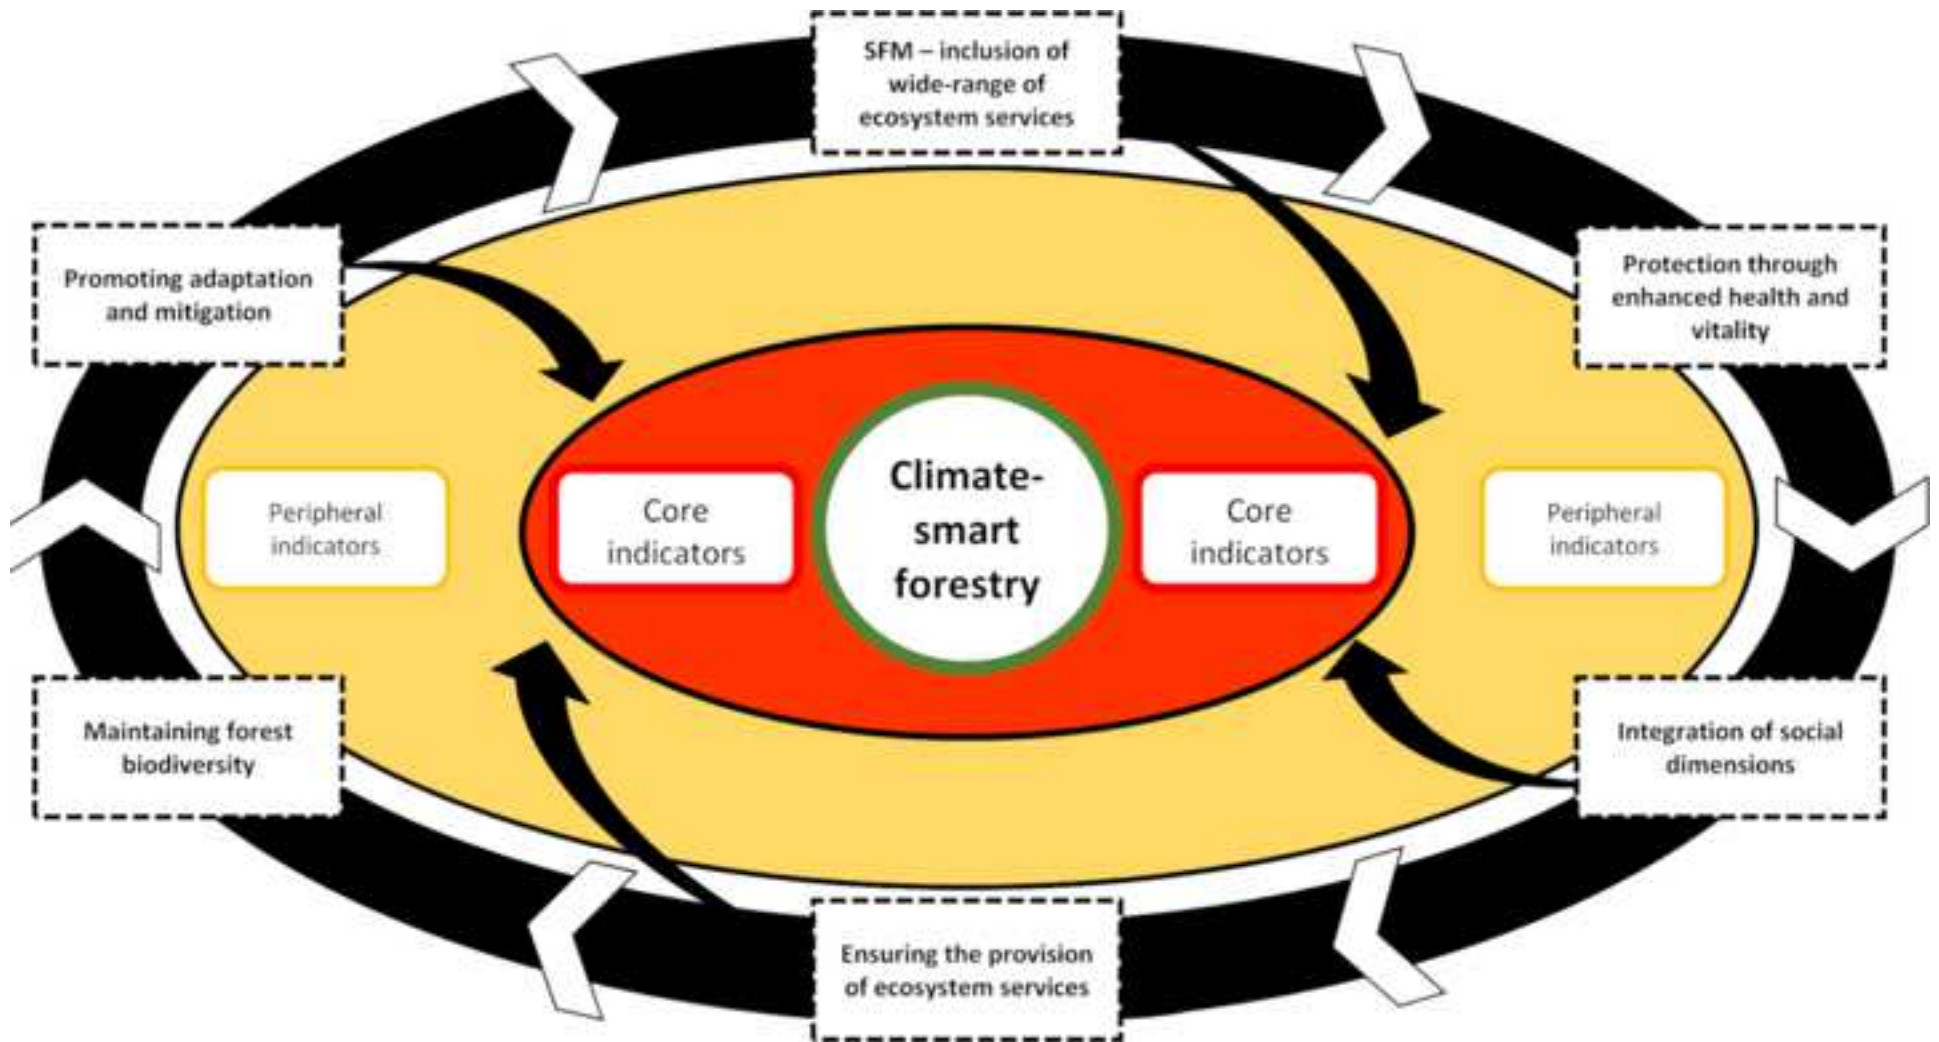 SFM – inclusion of
wide-range of
ecosystem services
Promoting adaptation
and mitigation
Protection through
enhanced health and
vitality
Peripheral
indicators
Core
indicators
Climate-
smart
forestry
Core
indicators
Peripheral
indicators
Maintaining forest
biodiversity
Integration of social
dimensions
Ensuring the provision
of ecosystem services